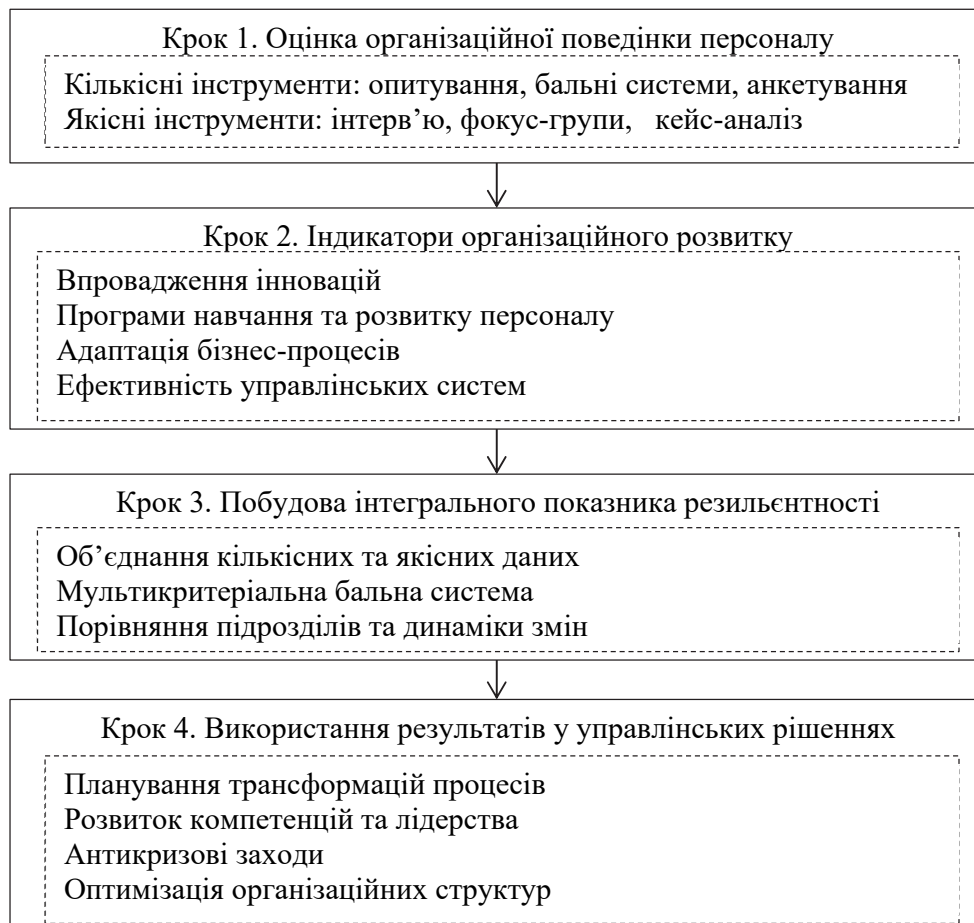 Крок 1. Оцінка організаційної поведінки персоналу
Кількісні інструменти: опитування, бальні системи, анкетування
Якісні інструменти: інтерв’ю, фокус-групи, кейс-аналіз
Крок 2. Індикатори організаційного розвитку
Впровадження інновацій
Програми навчання та розвитку персоналу
Адаптація бізнес-процесів
Ефективність управлінських систем
Крок 3. Побудова інтегрального показника резильєнтності
Об’єднання кількісних та якісних даних
Мультикритеріальна бальна система
Порівняння підрозділів та динаміки змін
Крок 4. Використання результатів у управлінських рішеннях
Планування трансформацій процесів
Розвиток компетенцій та лідерства
Антикризові заходи
Оптимізація організаційних структур